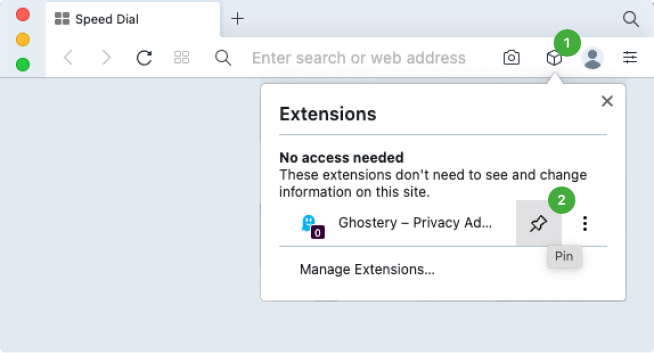 Speed Dial
1
Enter search or web address
Extensions
No access needed
These extensions don't need to see and change
information on this site.
2
0
Ghostery – Privacy Ad...
Pin
Manage Extensions...